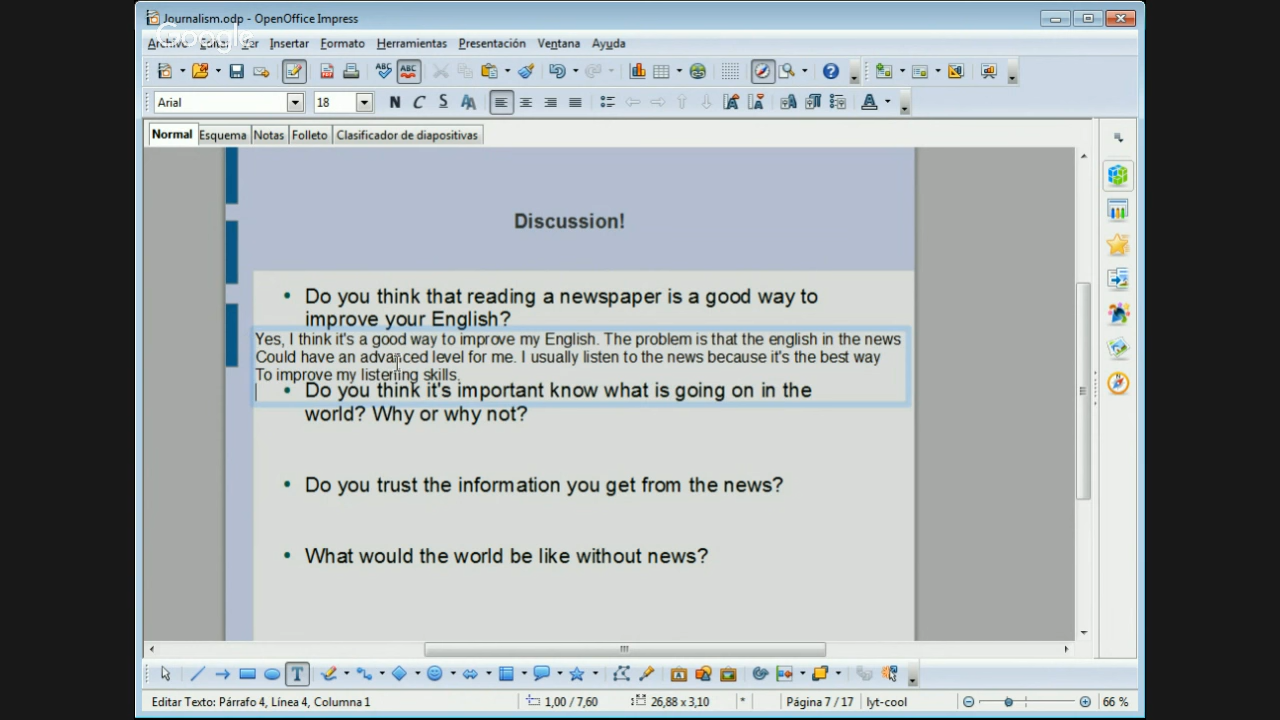 Journalism.odp - OpenOffice Impress
Google
Archivo Editar Ver Insertar Formato Herramientas Presentación Ventana Ayuda
Arial 18 N C S
Normal Esquema Notas Folleto Clasificador de diapositivas
Discussion!
• Do you think that reading a newspaper is a good way to
improve your English?
Yes, I think it's a good way to improve my English. The problem is that the english in the news
Could have an advanced level for me. I usually listen to the news because it's the best way
To improve my listening skills.
• Do you think it's important know what is going on in the
world? Why or why not?
• Do you trust the information you get from the news?
• What would the world be like without news?
Editar Texto: Párrafo 4, Línea 4, Columna 1 1,00 / 7,60 26,88 x 3,10 * Página 7 / 17 lyt-cool 66 %